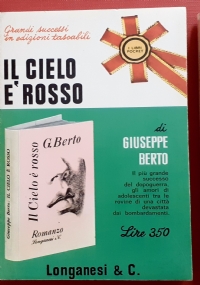 Grandi successi
in edizioni tascabili
I LIBRI
POCKET
IL CIELO
E' ROSSO
di
GIUSEPPE
BERTO
Il più grande
successo
del dopoguerra:
gli amori di
adolescenti tra le
rovine di una città
devastata
dai bombardamenti.
Lire 350
G. Berto
Il Cielo è rosso
Romanzo
Longanesi & C.
Longanesi & C.